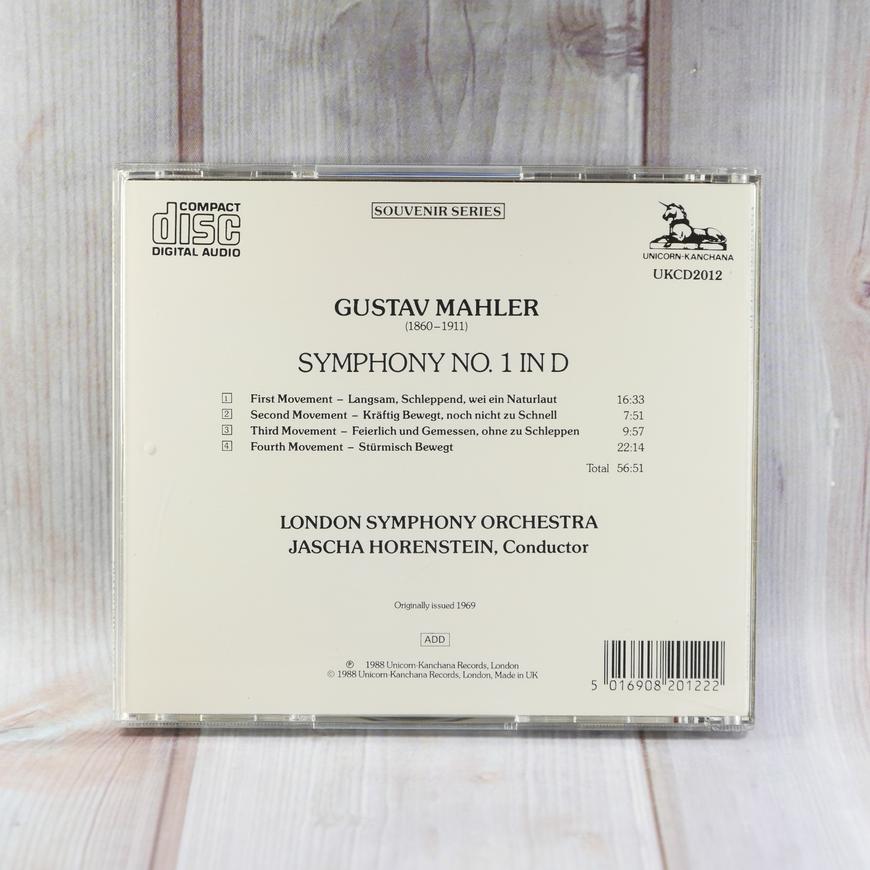 COMPACT
disc
DIGITAL AUDIO
SOUVENIR SERIES
UNICORN-KANCHANA
UKCD2012
GUSTAV MAHLER
(1860–1911)
SYMPHONY NO. 1 IN D
1 First Movement – Langsam, Schleppend, wei ein Naturlaut 16:33
2 Second Movement – Kräftig Bewegt, noch nicht zu Schnell 7:51
3 Third Movement – Feierlich und Gemessen, ohne zu Schleppen 9:57
4 Fourth Movement – Stürmisch Bewegt 22:14
Total 56:51
LONDON SYMPHONY ORCHESTRA
JASCHA HORENSTEIN, Conductor
Originally issued 1969
ADD
℗ 1988 Unicorn-Kanchana Records, London
© 1988 Unicorn-Kanchana Records, London, Made in UK
5 016908 201222